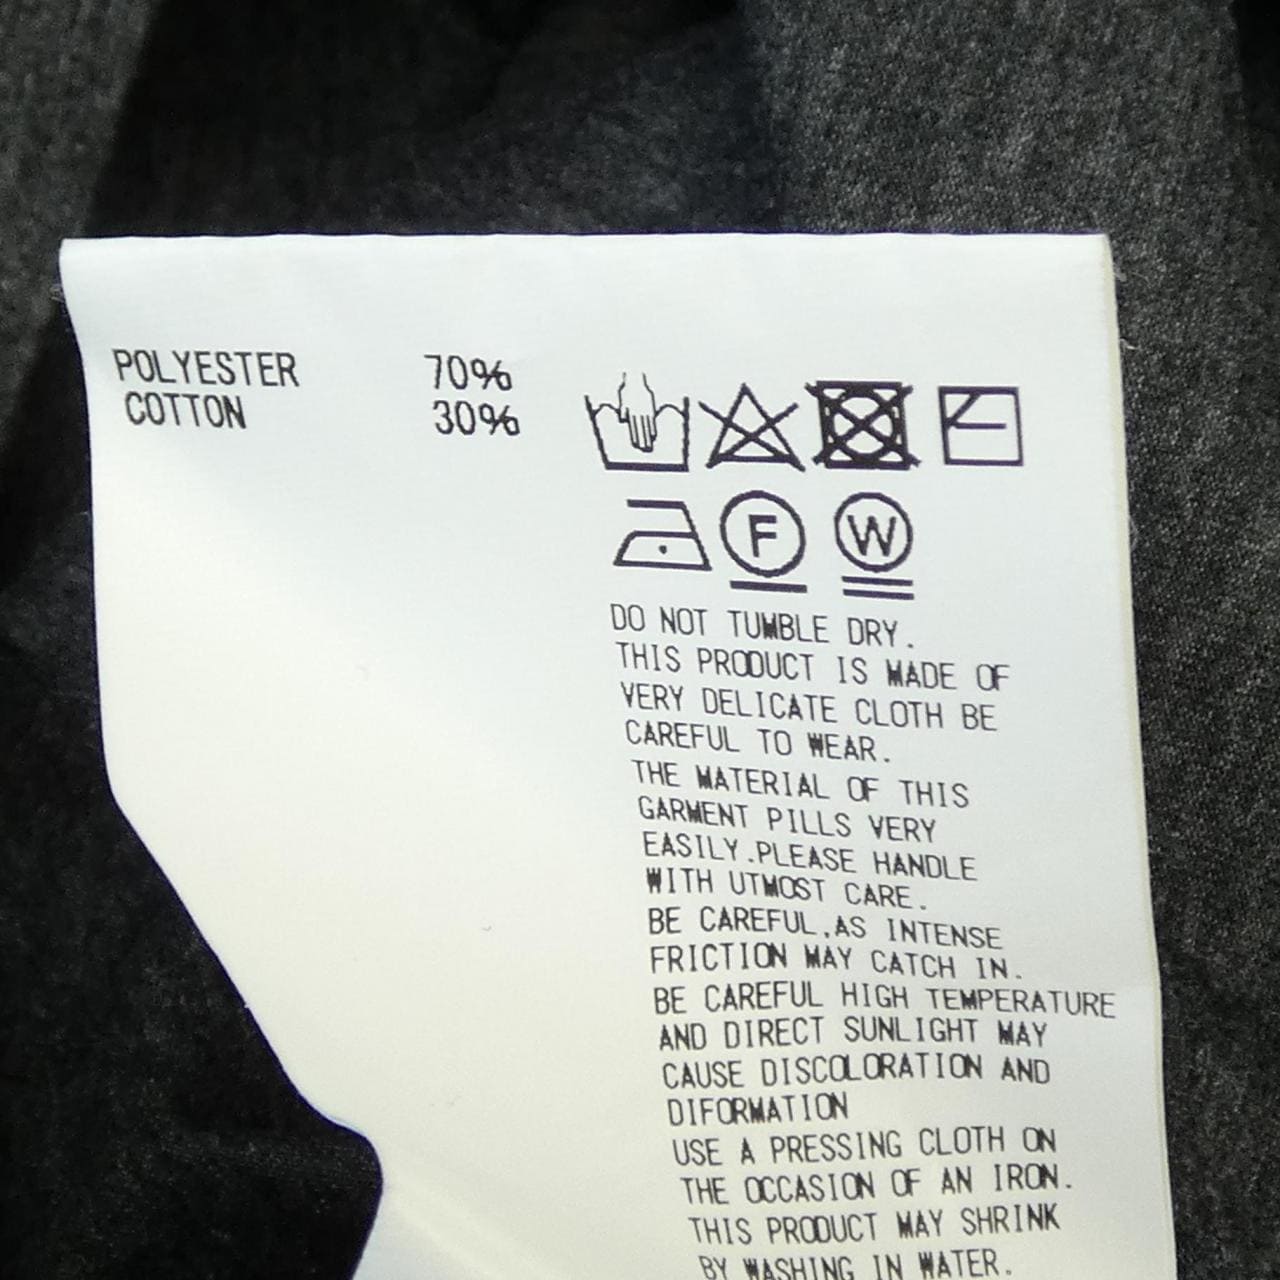 POLYESTER 70%
COTTON 30%
F W
DO NOT TUMBLE DRY.
THIS PRODUCT IS MADE OF
VERY DELICATE CLOTH BE
CAREFUL TO WEAR.
THE MATERIAL OF THIS
GARMENT PILLS VERY
EASILY.PLEASE HANDLE
WITH UTMOST CARE.
BE CAREFUL,AS INTENSE
FRICTION MAY CATCH IN.
BE CAREFUL HIGH TEMPERATURE
AND DIRECT SUNLIGHT MAY
CAUSE DISCOLORATION AND
DIFORMATION
USE A PRESSING CLOTH ON
THE OCCASION OF AN IRON.
THIS PRODUCT MAY SHRINK
BY WASHING IN WATER.